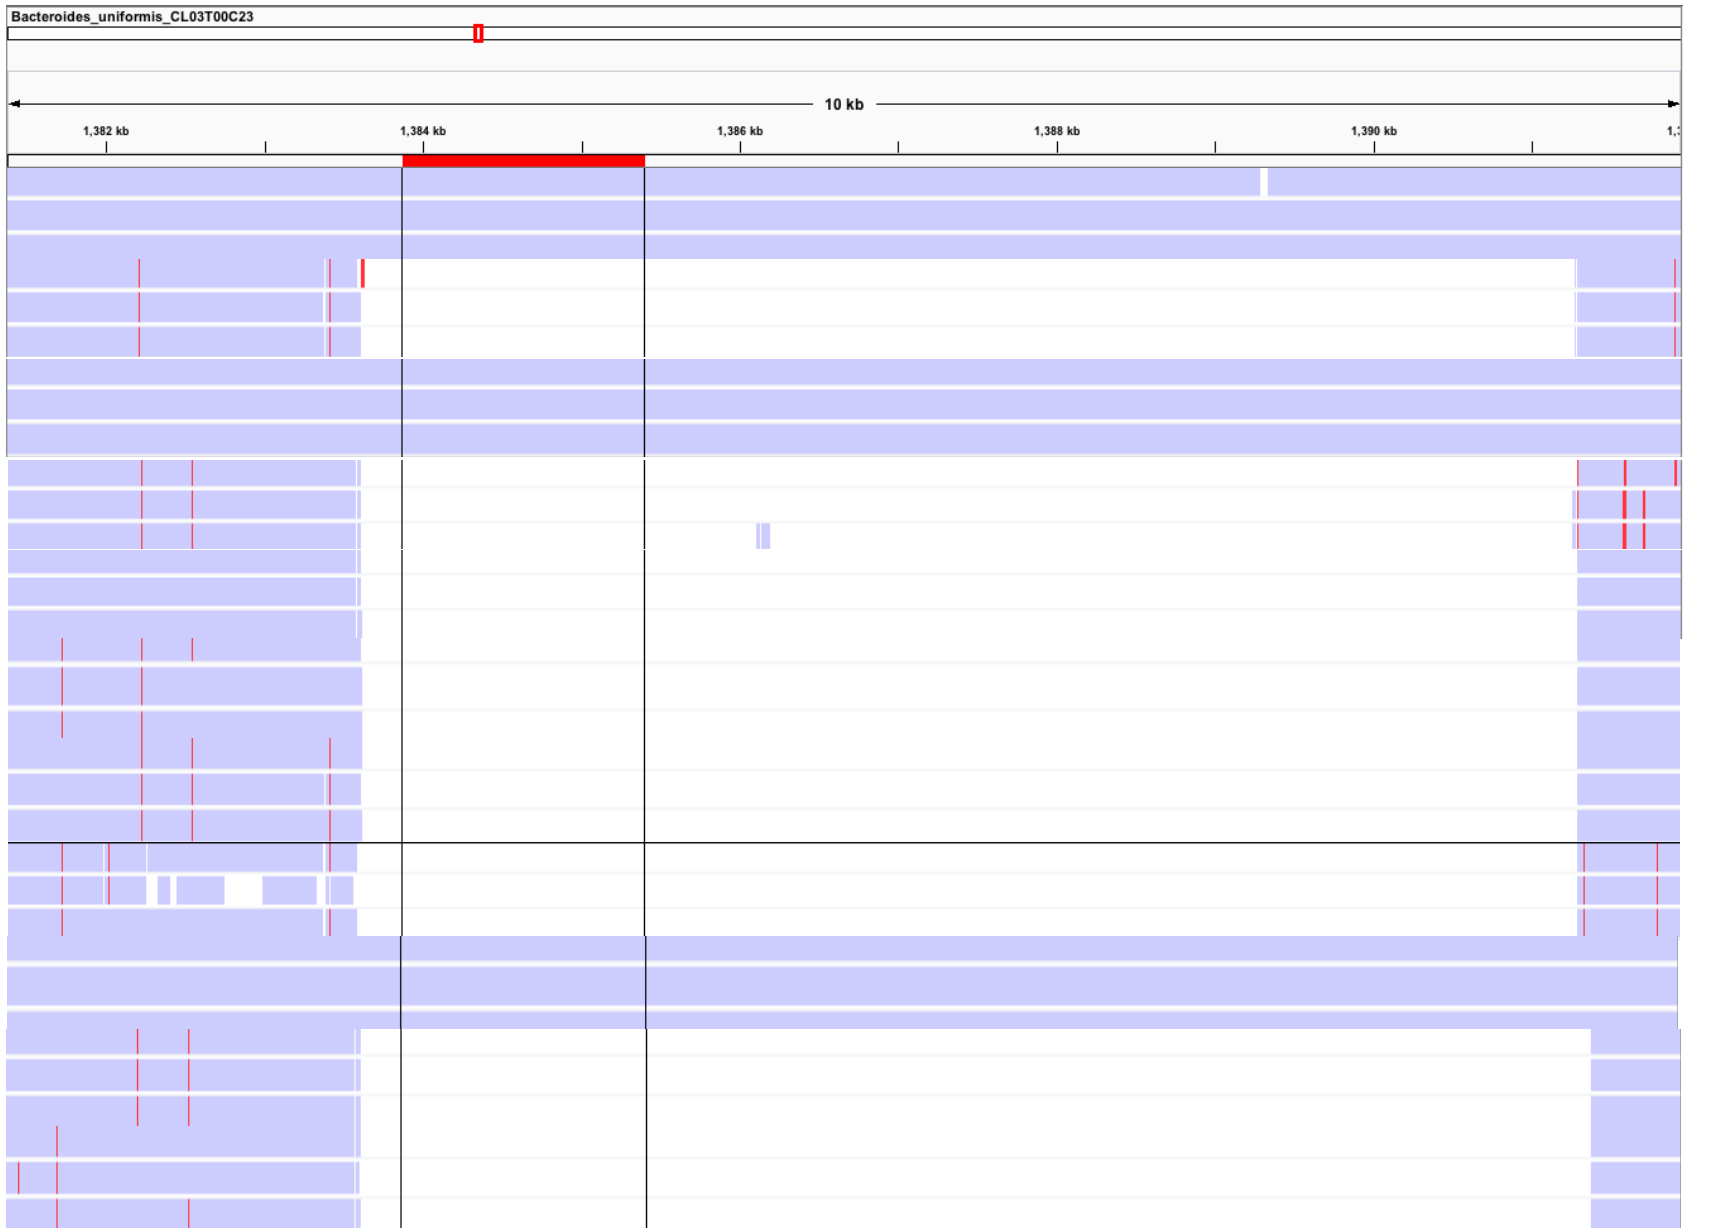 Bacteroides_uniformis_CL03T00C23
10 kb
1,382 kb 1,384 kb 1,386 kb 1,388 kb 1,390 kb